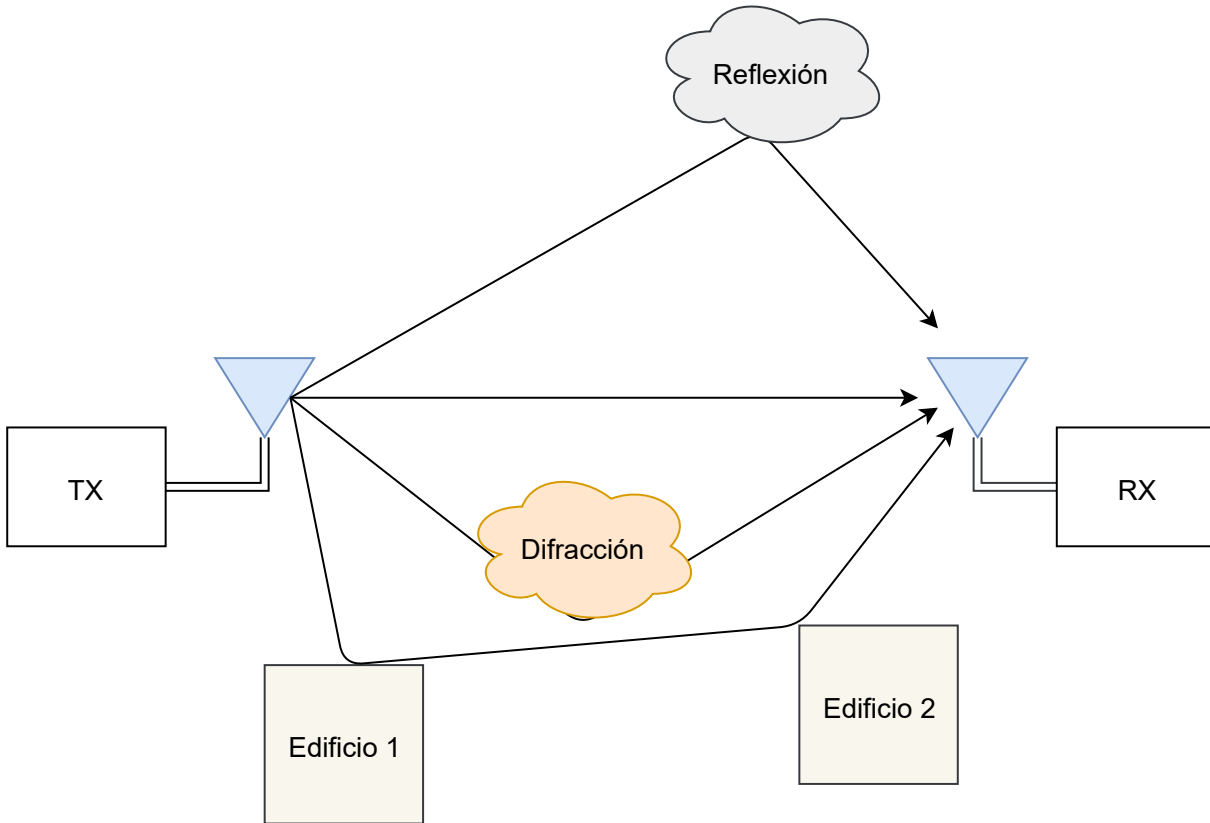 Reflexión
TX
RX
Difracción
Edificio 1
Edificio 2